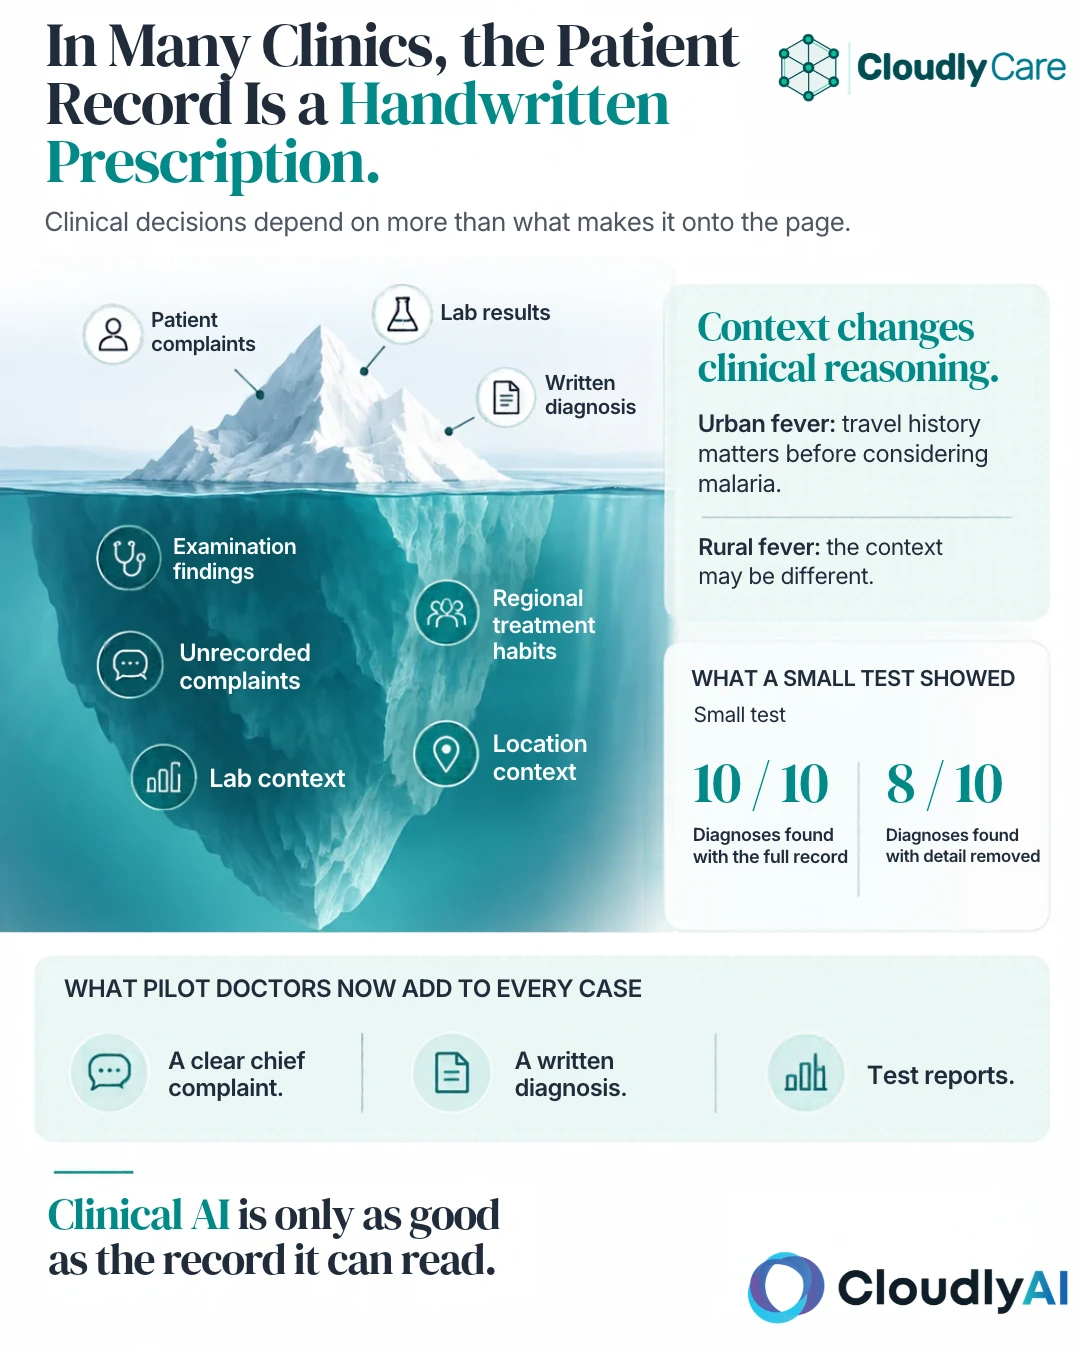 In Many Clinics, the Patient
Record Is a Handwritten
Prescription.
CloudlyCare
Clinical decisions depend on more than what makes it onto the page.
Patient
complaints
Lab results
Written
diagnosis
Examination
findings
Unrecorded
complaints
Lab context
Regional
treatment
habits
Location
context
Context changes
clinical reasoning.
Urban fever: travel history
matters before considering
malaria.
Rural fever: the context
may be different.
WHAT A SMALL TEST SHOWED
Small test
10 / 10
Diagnoses found
with the full record
8 / 10
Diagnoses found
with detail removed
WHAT PILOT DOCTORS NOW ADD TO EVERY CASE
A clear chief
complaint.
A written
diagnosis.
Test reports.
Clinical AI is only as good
as the record it can read.
CloudlyAI